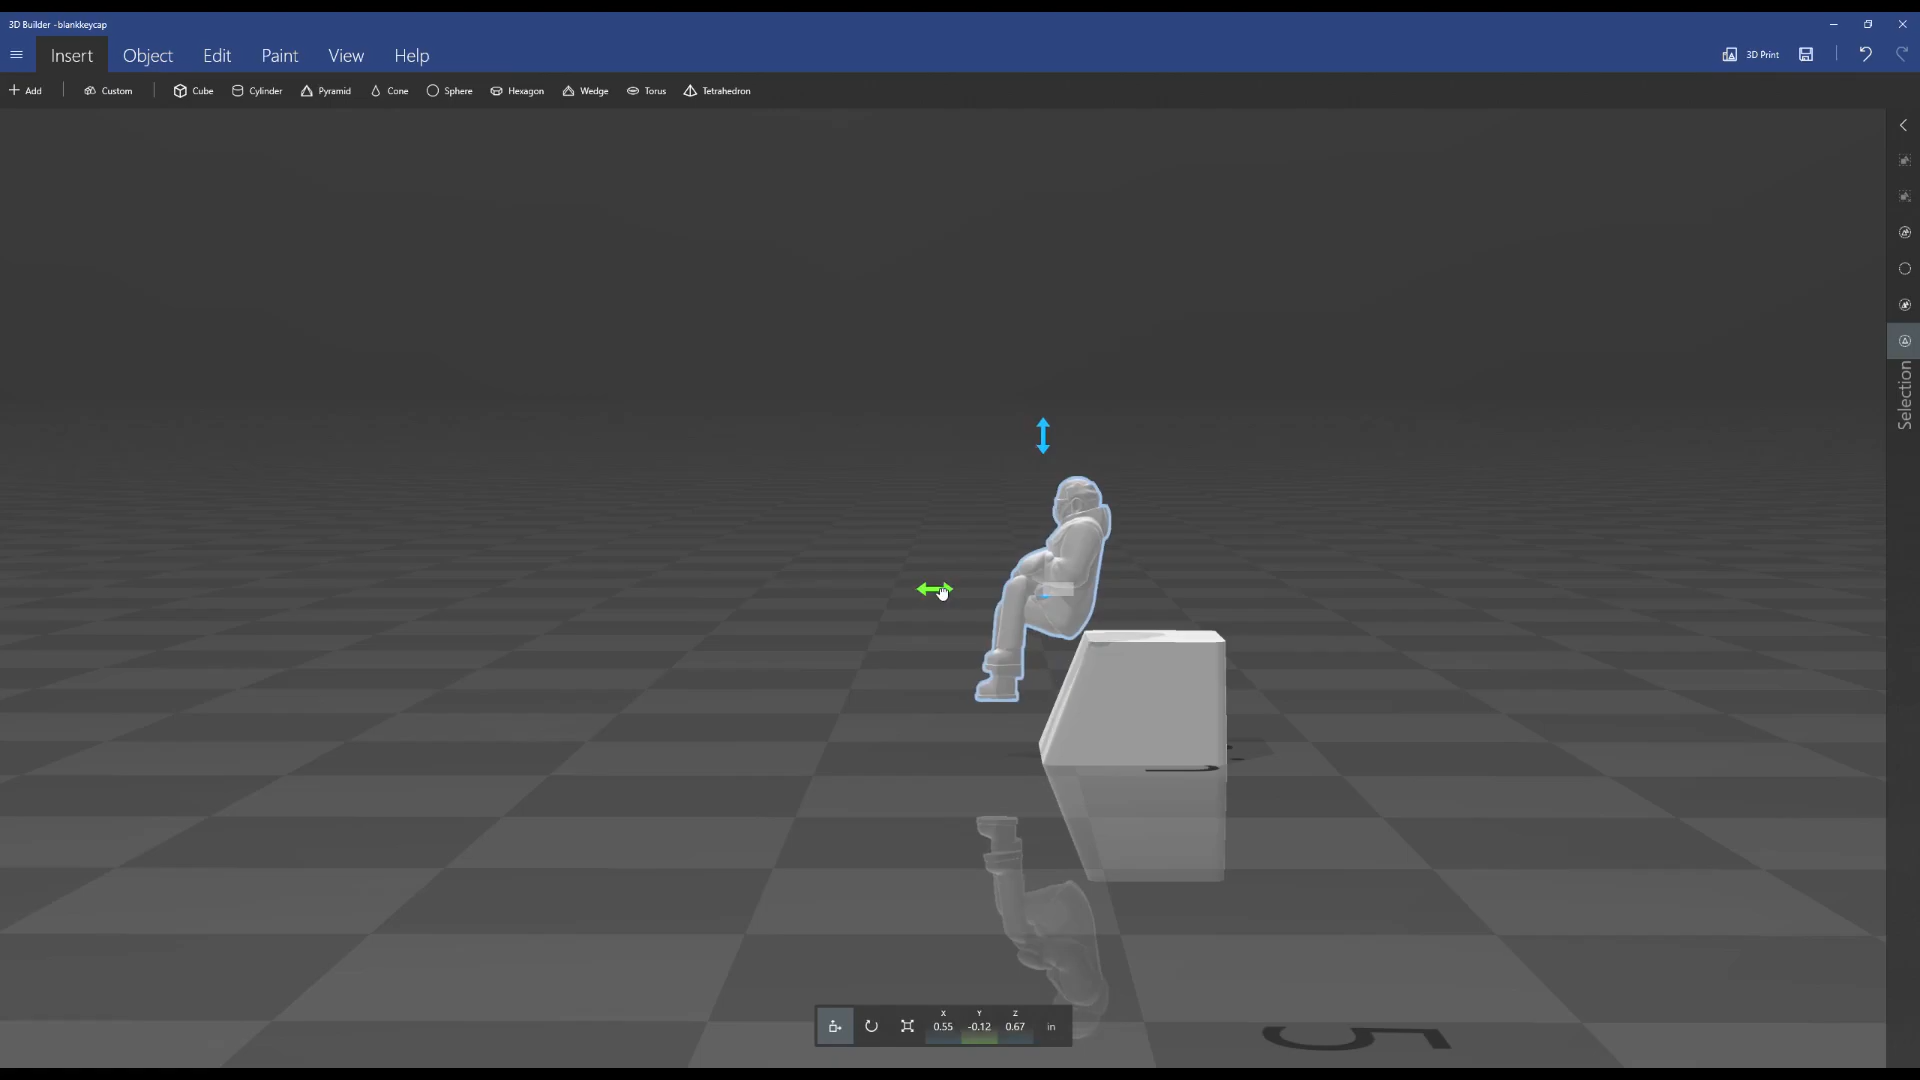 3D Builder - blankkeycap
Insert Object Edit Paint View Help 3D Print
Add Custom Cube Cylinder Pyramid Cone Sphere Hexagon Wedge Torus Tetrahedron
Selection
X Y Z
0.55 -0.12 0.67 in
5